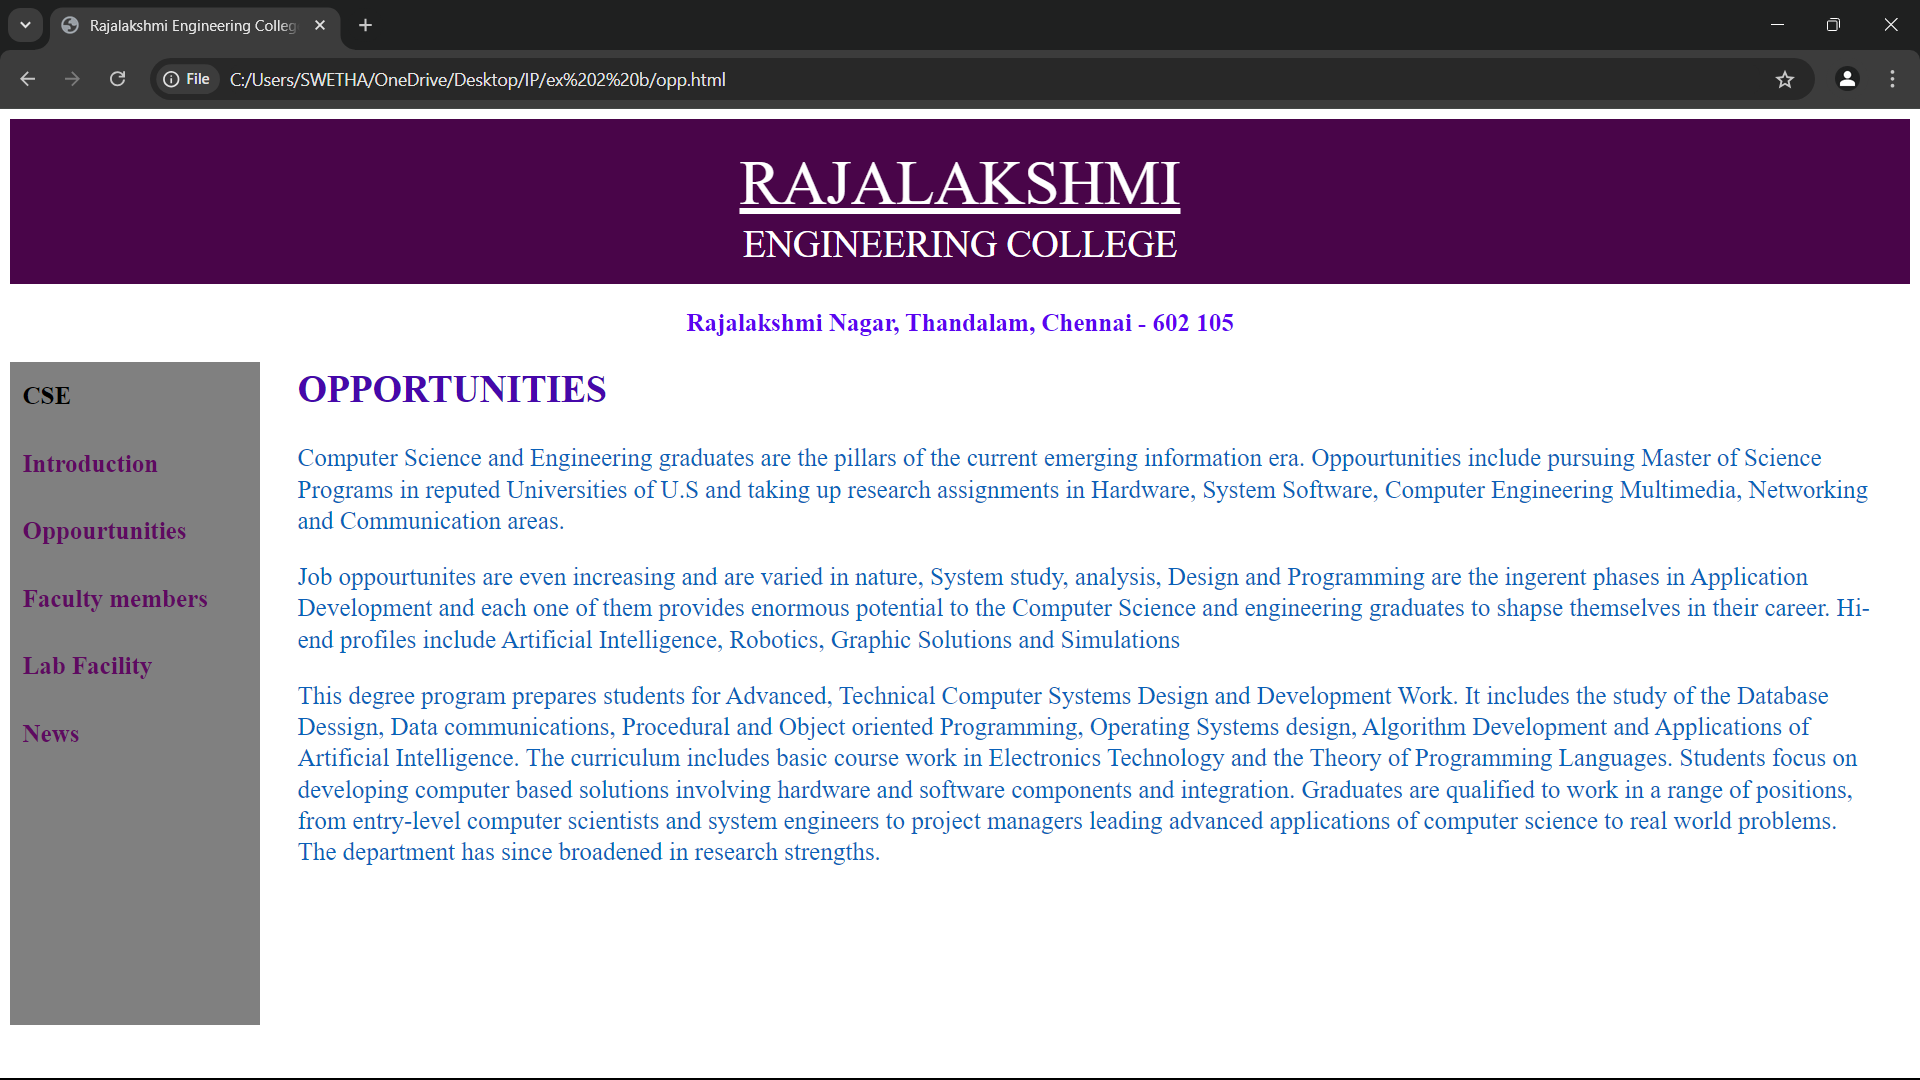 Rajalakshmi Engineering Colleg
File
C:/Users/SWETHA/OneDrive/Desktop/IP/ex%202%20b/opp.html
RAJALAKSHMI
ENGINEERING COLLEGE
Rajalakshmi Nagar, Thandalam, Chennai - 602 105
CSE
Introduction
Oppourtunities
Faculty members
Lab Facility
News
OPPORTUNITIES
Computer Science and Engineering graduates are the pillars of the current emerging information era. Oppourtunities include pursuing Master of Science
Programs in reputed Universities of U.S and taking up research assignments in Hardware, System Software, Computer Engineering Multimedia, Networking
and Communication areas.
Job oppourtunites are even increasing and are varied in nature, System study, analysis, Design and Programming are the ingerent phases in Application
Development and each one of them provides enormous potential to the Computer Science and engineering graduates to shapse themselves in their career. Hi-
end profiles include Artificial Intelligence, Robotics, Graphic Solutions and Simulations
This degree program prepares students for Advanced, Technical Computer Systems Design and Development Work. It includes the study of the Database
Dessign, Data communications, Procedural and Object oriented Programming, Operating Systems design, Algorithm Development and Applications of
Artificial Intelligence. The curriculum includes basic course work in Electronics Technology and the Theory of Programming Languages. Students focus on
developing computer based solutions involving hardware and software components and integration. Graduates are qualified to work in a range of positions,
from entry-level computer scientists and system engineers to project managers leading advanced applications of computer science to real world problems.
The department has since broadened in research strengths.